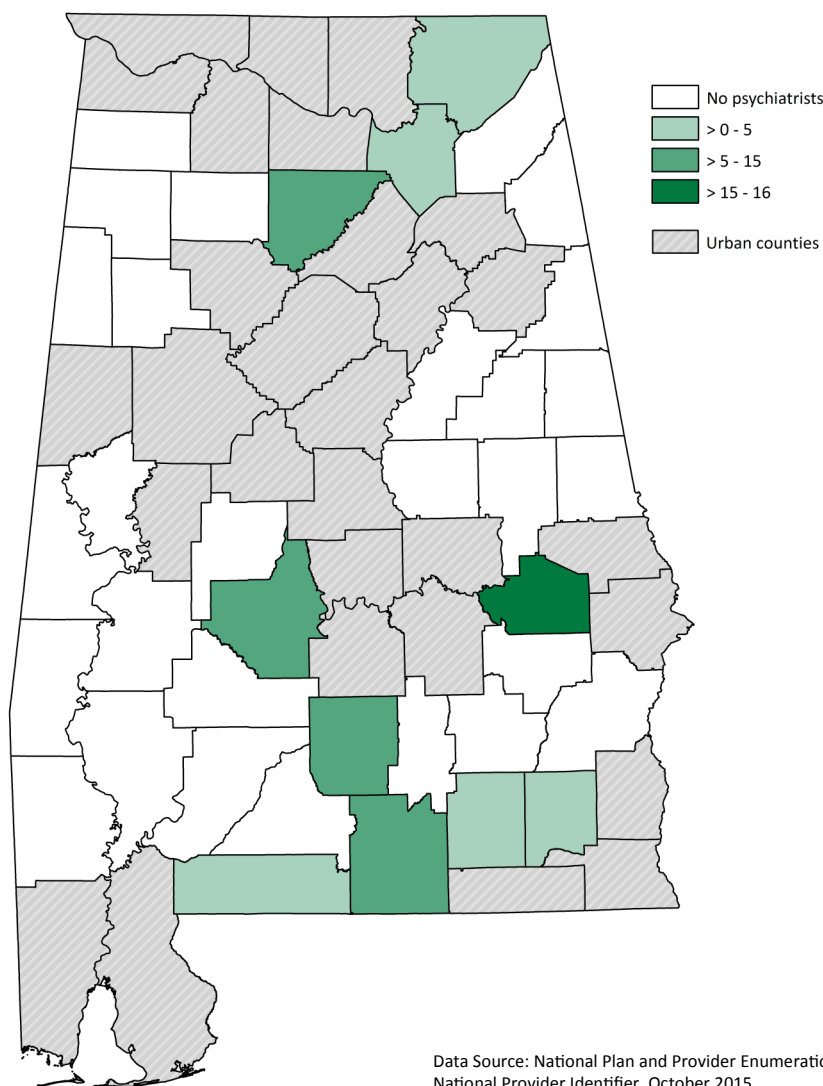 No psychiatrists
> 0 - 5
> 5 - 15
> 15 - 16
Urban counties
Data Source: National Plan and Provider Enumeratio
National Provider Identifier, October 2015